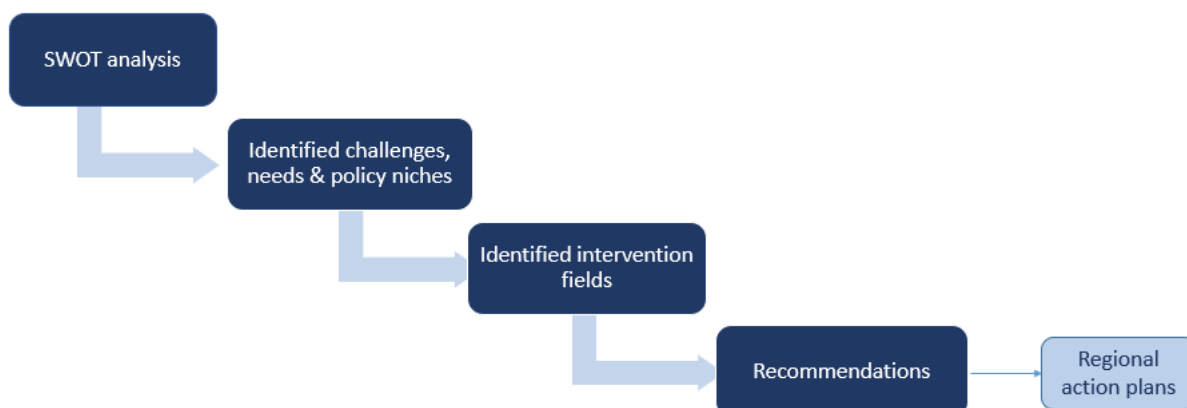 SWOT analysis
Identified challenges,
needs & policy niches
Identified intervention
fields
Recommendations
Regional
action plans